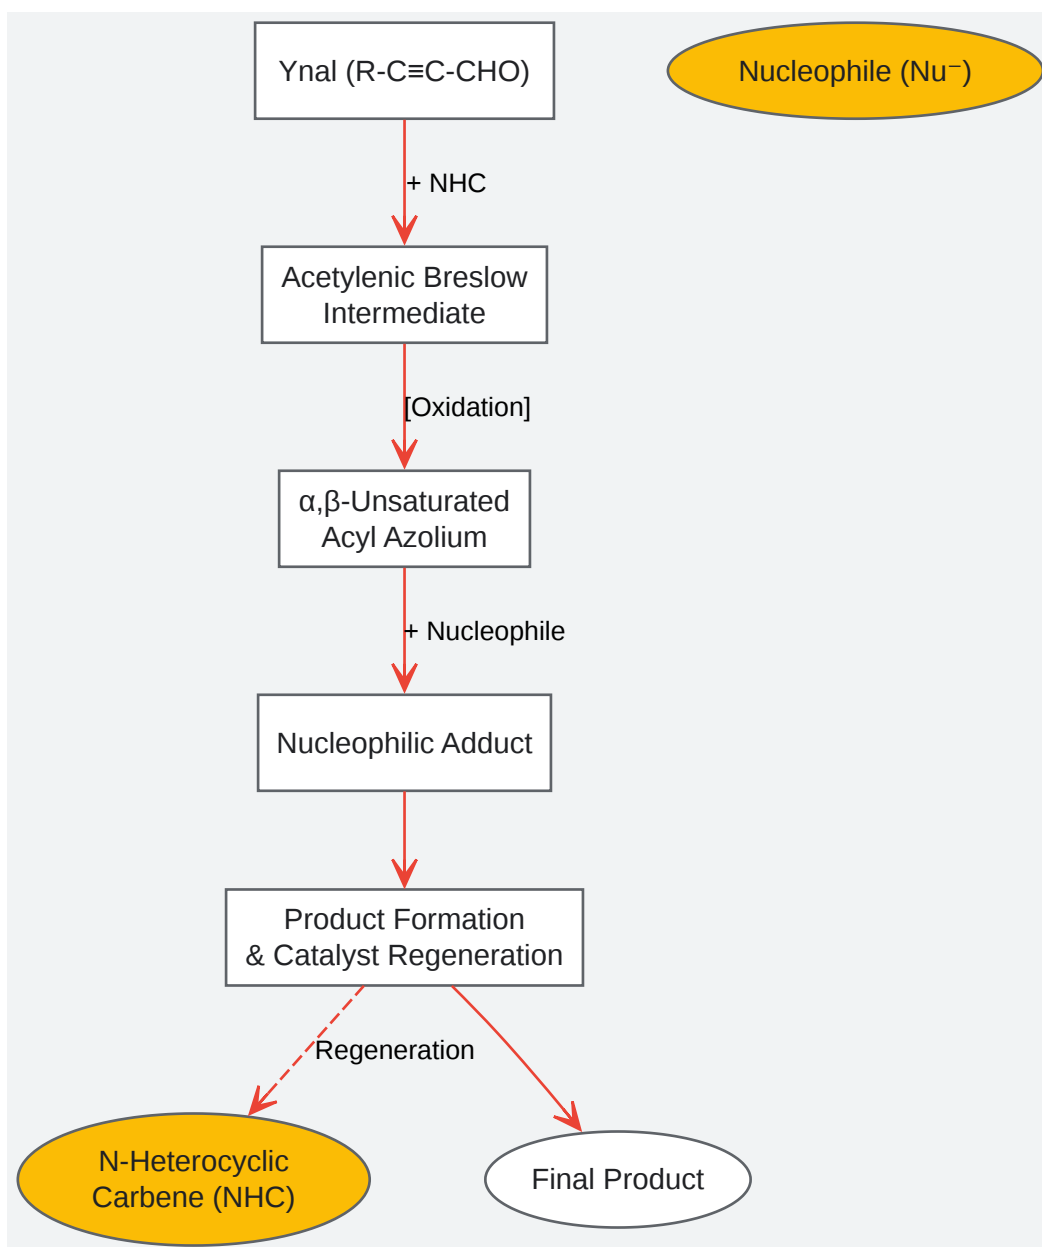 Ynal (R-C≡C-CHO)
Nucleophile (Nu⁻)
+ NHC
Acetylenic Breslow
Intermediate
[Oxidation]
α,β-Unsaturated
Acyl Azolium
+ Nucleophile
Nucleophilic Adduct
Product Formation
& Catalyst Regeneration
Regeneration
N-Heterocyclic
Carbene (NHC)
Final Product